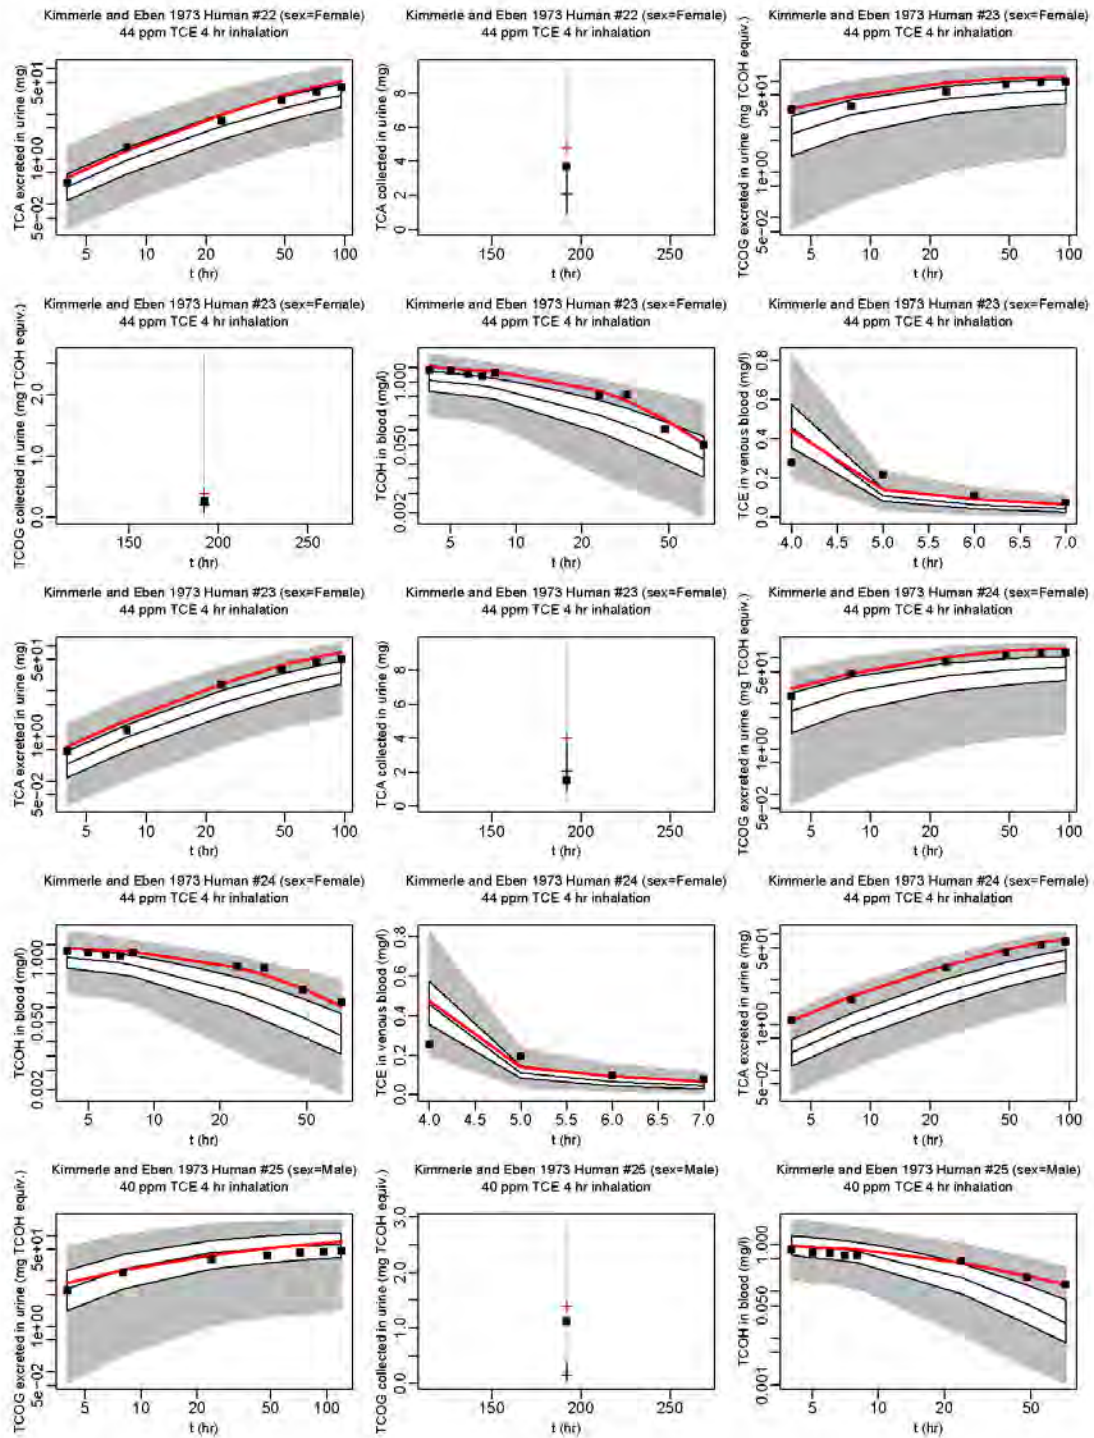 Kimmerle and Eben 1973 Human #22 (sex=Female)
44 ppm TCE 4 hr inhalation
TCA excreted in urine (mg)
5e+01
1e+00
5e-02
5 10 20 50 100
t (hr)
Kimmerle and Eben 1973 Human #22 (sex=Female)
44 ppm TCE 4 hr inhalation
TCA collected in urine (mg)
8
6
4
2
0
150 200 250
t (hr)
Kimmerle and Eben 1973 Human #23 (sex=Female)
44 ppm TCE 4 hr inhalation
TCOG excreted in urine (mg TCOH equiv.)
5e+01
1e+00
5e-02
5 10 20 50 100
t (hr)
Kimmerle and Eben 1973 Human #23 (sex=Female)
44 ppm TCE 4 hr inhalation
TCOG collected in urine (mg TCOH equiv.)
2.0
1.0
0.0
150 200 250
t (hr)
Kimmerle and Eben 1973 Human #23 (sex=Female)
44 ppm TCE 4 hr inhalation
TCOH in blood (mg/l)
1.000
0.050
0.002
5 10 20 50
t (hr)
Kimmerle and Eben 1973 Human #23 (sex=Female)
44 ppm TCE 4 hr inhalation
TCE in venous blood (mg/l)
0.8
0.6
0.4
0.2
0.0
4.0 4.5 5.0 5.5 6.0 6.5 7.0
t (hr)
Kimmerle and Eben 1973 Human #23 (sex=Female)
44 ppm TCE 4 hr inhalation
TCA excreted in urine (mg)
5e+01
1e+00
5e-02
5 10 20 50 100
t (hr)
Kimmerle and Eben 1973 Human #23 (sex=Female)
44 ppm TCE 4 hr inhalation
TCA collected in urine (mg)
8
6
4
2
0
150 200 250
t (hr)
Kimmerle and Eben 1973 Human #24 (sex=Female)
44 ppm TCE 4 hr inhalation
TCOG excreted in urine (mg TCOH equiv.)
5e+01
1e+00
5e-02
5 10 20 50 100
t (hr)
Kimmerle and Eben 1973 Human #24 (sex=Female)
44 ppm TCE 4 hr inhalation
TCOH in blood (mg/l)
1.000
0.050
0.002
5 10 20 50
t (hr)
Kimmerle and Eben 1973 Human #24 (sex=Female)
44 ppm TCE 4 hr inhalation
TCE in venous blood (mg/l)
0.8
0.6
0.4
0.2
0.0
4.0 4.5 5.0 5.5 6.0 6.5 7.0
t (hr)
Kimmerle and Eben 1973 Human #24 (sex=Female)
44 ppm TCE 4 hr inhalation
TCA excreted in urine (mg)
5e+01
1e+00
5e-02
5 10 20 50 100
t (hr)
Kimmerle and Eben 1973 Human #25 (sex=Male)
40 ppm TCE 4 hr inhalation
TCOG excreted in urine (mg TCOH equiv.)
5e+01
1e+00
5e-02
5 10 20 50 100
t (hr)
Kimmerle and Eben 1973 Human #25 (sex=Male)
40 ppm TCE 4 hr inhalation
TCOG collected in urine (mg TCOH equiv.)
3.0
2.0
1.0
0.0
150 200 250
t (hr)
Kimmerle and Eben 1973 Human #25 (sex=Male)
40 ppm TCE 4 hr inhalation
TCOH in blood (mg/l)
1.000
0.050
0.001
5 10 20 50
t (hr)